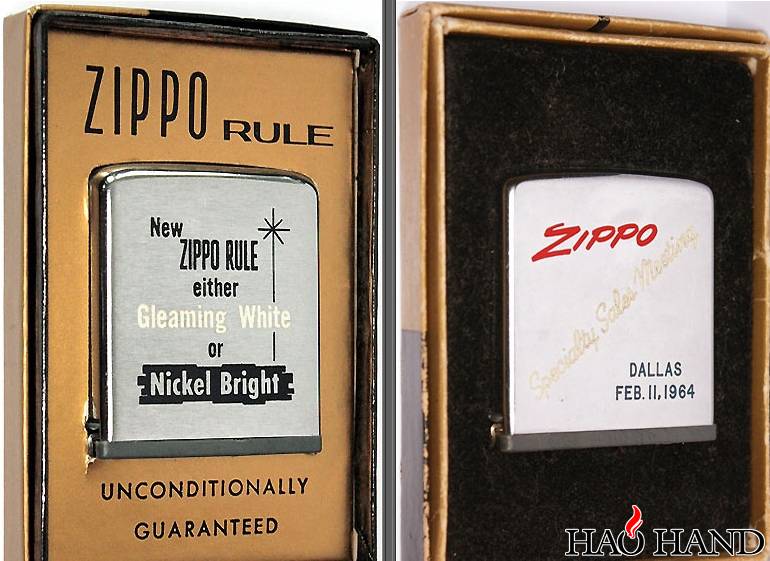 ZIPPO RULE
New
ZIPPO RULE
either
Gleaming White
or
Nickel Bright
UNCONDITIONALLY
GUARANTEED
ZIPPO
Specialty Sales Meeting
DALLAS
FEB. 11, 1964
HAO HAND